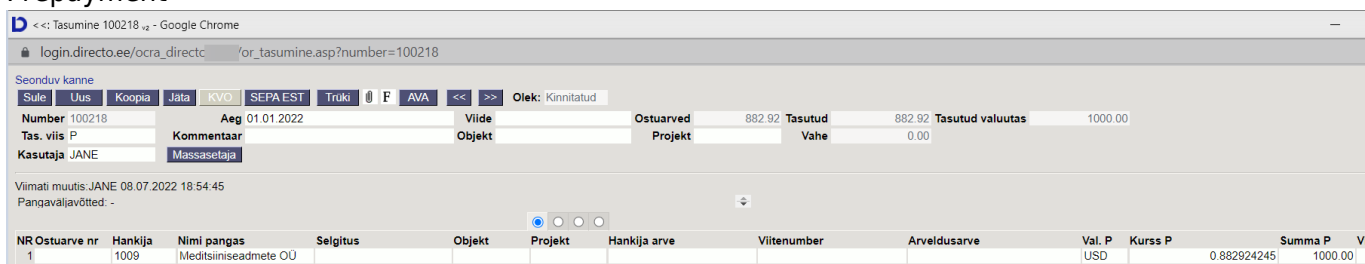 Prepayment
<<: Tasumine 100218 v2 - Google Chrome
login.directo.ee/ocra_directo /or_tasumine.asp?number=100218
Seonduv kanne
Sule Uus Koopia Jäta KVO SEPA EST Trüki F AVA << >> Olek: Kinnitatud
Number 100218 Aeg 01.01.2022 Viide Ostuarved 882.92 Tasutud 882.92 Tasutud valuutas 1000.00
Tas. viis P Kommentaar Objekt Projekt Vahe 0.00
Kasutaja JANE Massasetaja
Viimati muutis:JANE 08.07.2022 18:54:45
Pangaväljavõtted: -
NR Ostuarve nr Hankija Nimi pangas Selgitus Objekt Projekt Hankija arve Viitenumber Arveldusarve Val. P Kurss P Summa P V
1 1009 Meditsiiniseadmete OÜ USD 0.882924245 1000.00